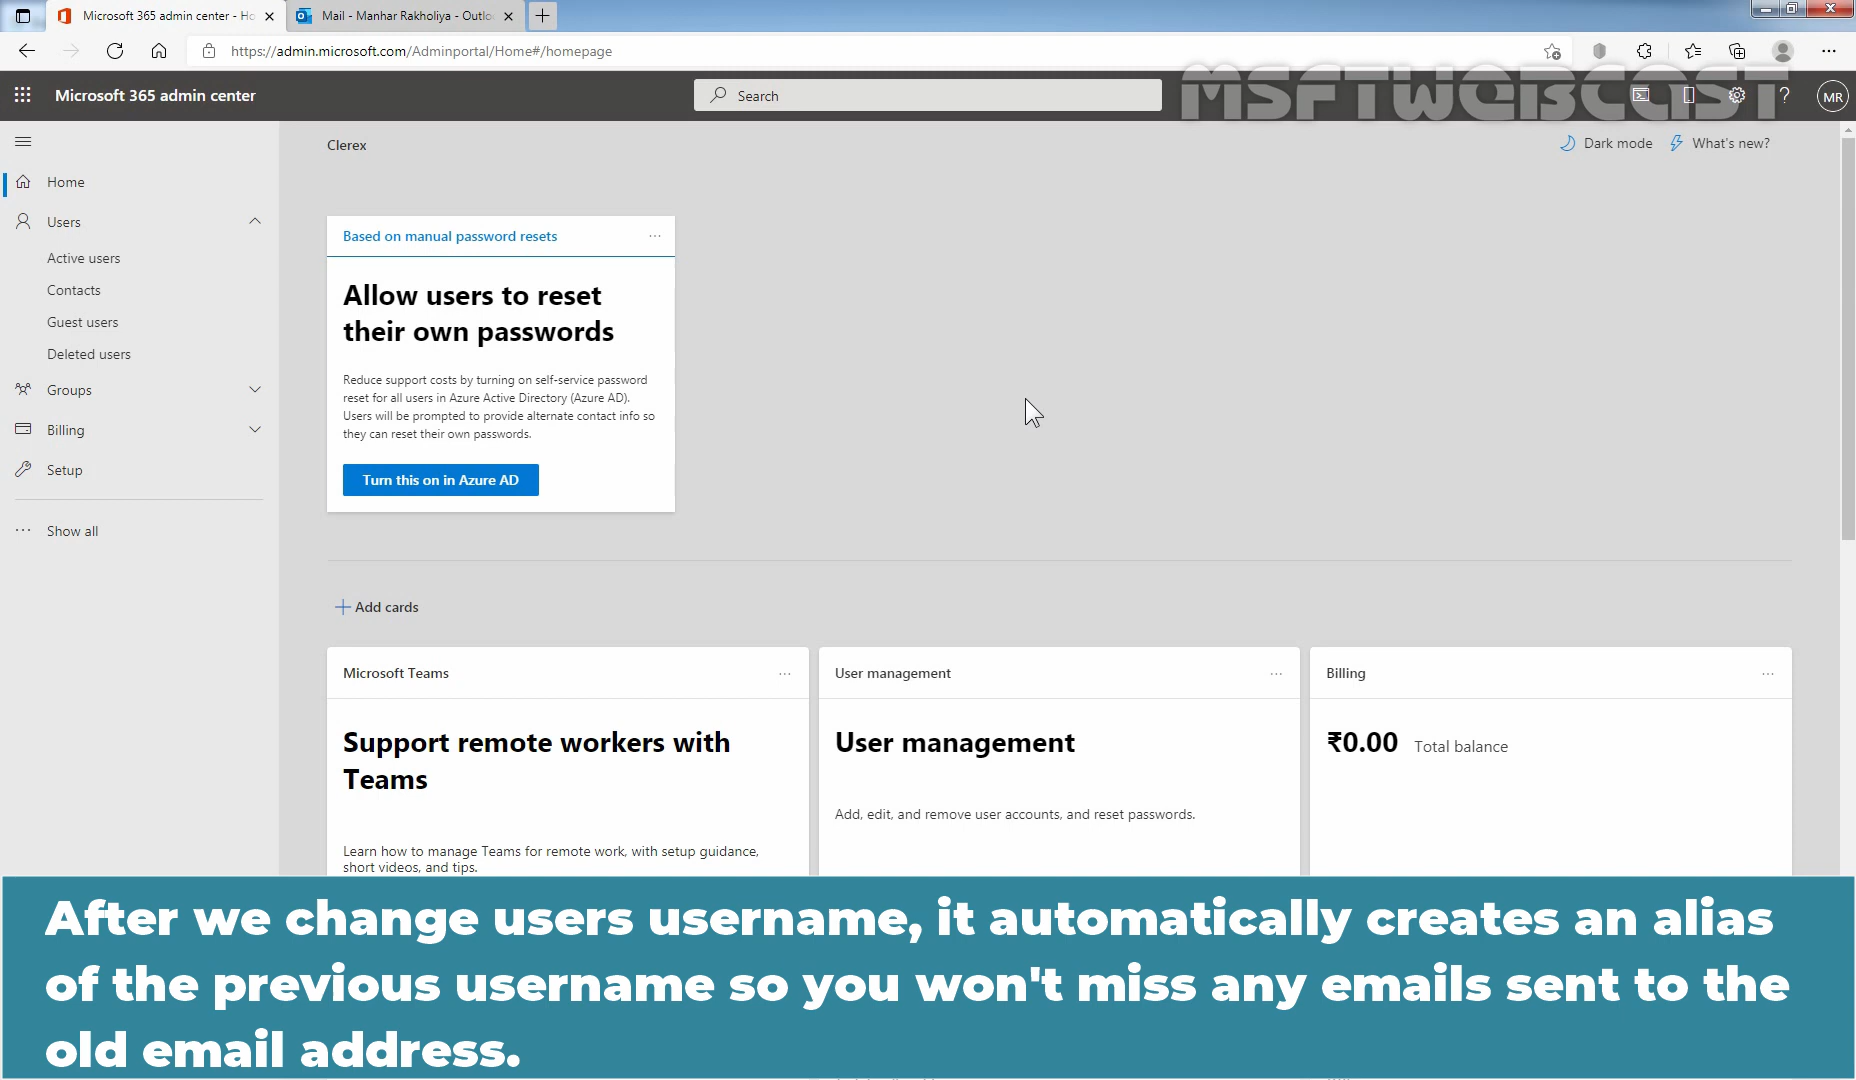 Microsoft 365 admin center - Ho
Mail - Manhar Rakholiya - Outlo
https://admin.microsoft.com/Adminportal/Home#/homepage
MSFTWEBCAST
Microsoft 365 admin center
Search
MR
Clerex
Dark mode
What's new?
Home
Users
Active users
Contacts
Guest users
Deleted users
Groups
Billing
Setup
Show all
Based on manual password resets
Allow users to reset
their own passwords
Reduce support costs by turning on self-service password
reset for all users in Azure Active Directory (Azure AD).
Users will be prompted to provide alternate contact info so
they can reset their own passwords.
Turn this on in Azure AD
Add cards
Microsoft Teams
Support remote workers with
Teams
Learn how to manage Teams for remote work, with setup guidance,
short videos, and tips.
User management
User management
Add, edit, and remove user accounts, and reset passwords.
Billing
₹0.00 Total balance
After we change users username, it automatically creates an alias
of the previous username so you won't miss any emails sent to the
old email address.